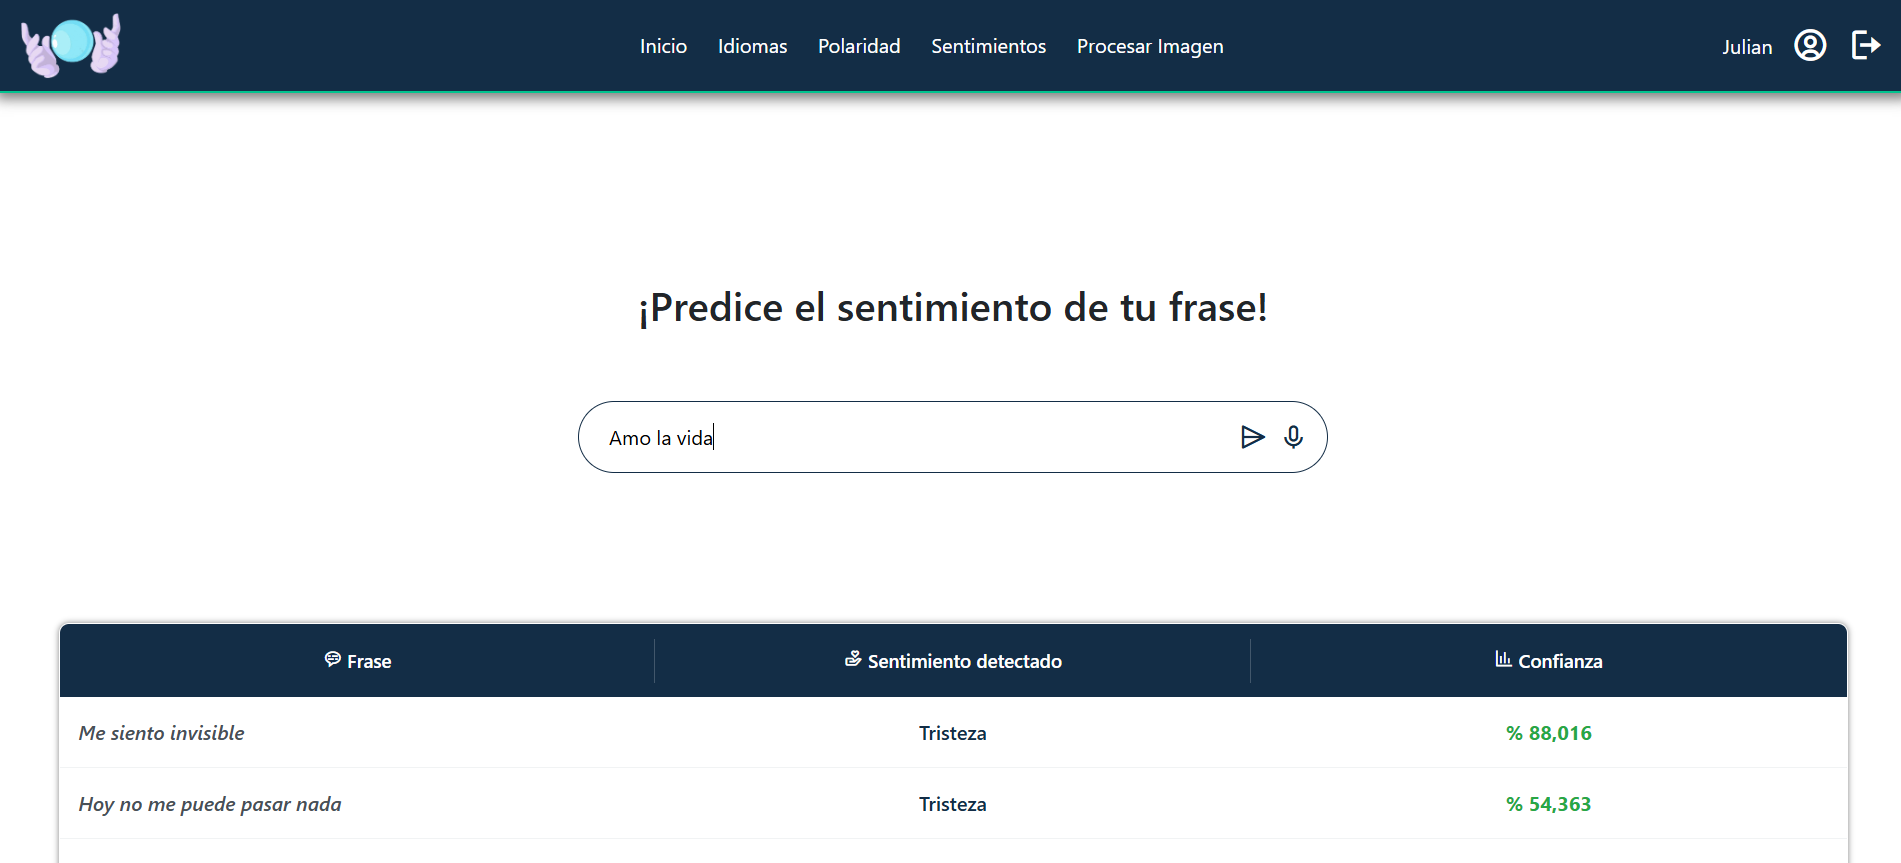 Inicio Idiomas Polaridad Sentimientos Procesar Imagen Julian
¡Predice el sentimiento de tu frase!
Amo la vida
Frase Sentimiento detectado Confianza
Me siento invisible Tristeza % 88,016
Hoy no me puede pasar nada Tristeza % 54,363